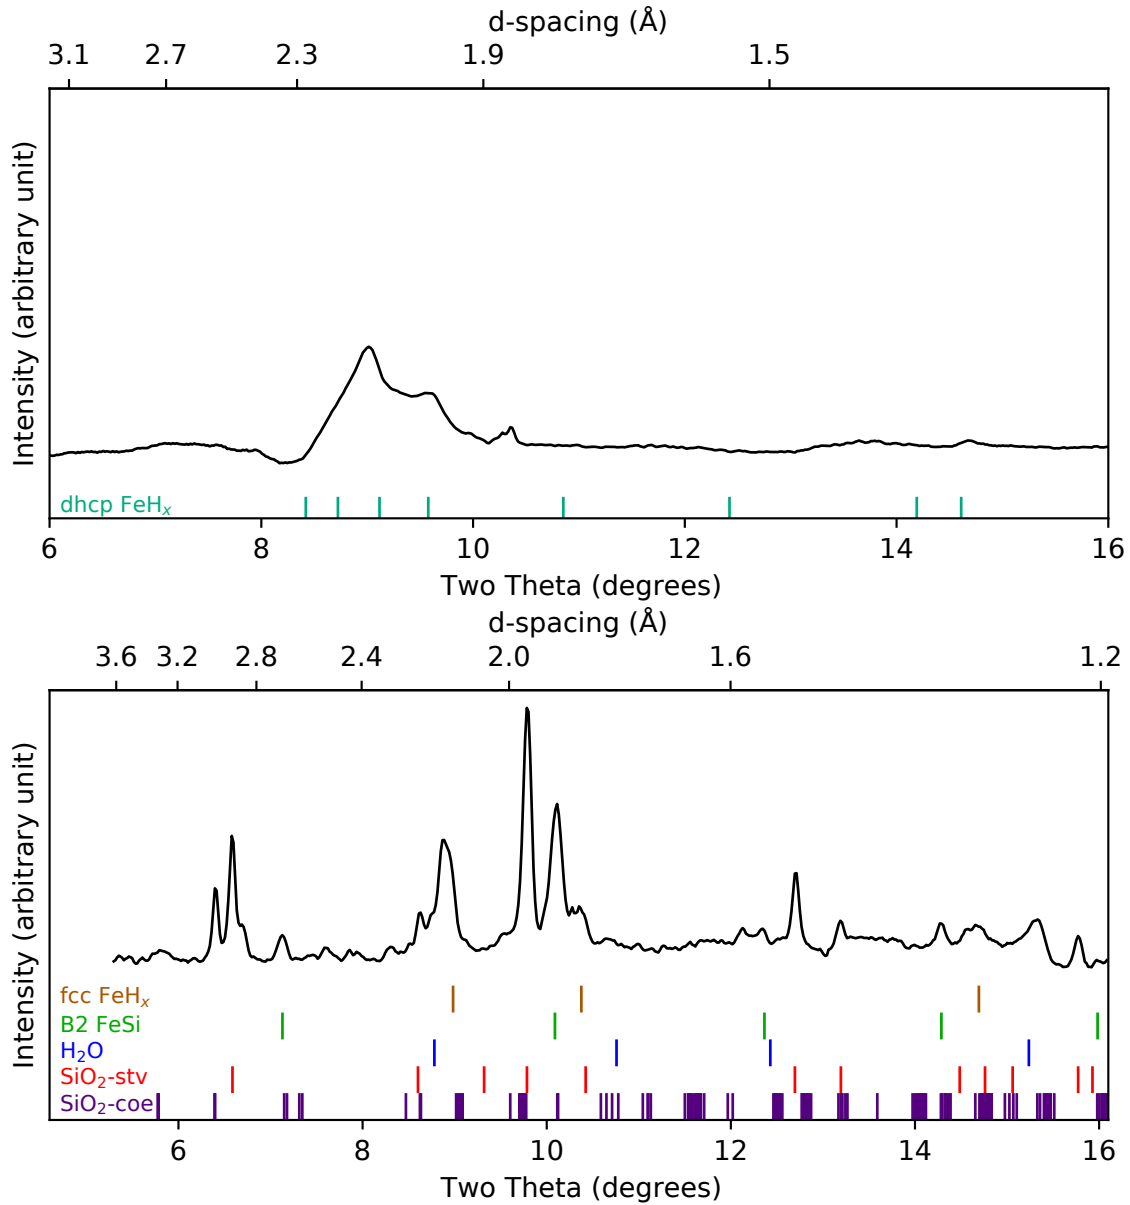 d-spacing (Å)
3.1 2.7 2.3 1.9 1.5
Intensity (arbitrary unit)
dhcp FeHₓ
6 8 10 12 14 16
Two Theta (degrees)
d-spacing (Å)
3.6 3.2 2.8 2.4 2.0 1.6 1.2
Intensity (arbitrary unit)
fcc FeHₓ
B2 FeSi
H₂O
SiO₂-stv
SiO₂-coe
6 8 10 12 14 16
Two Theta (degrees)